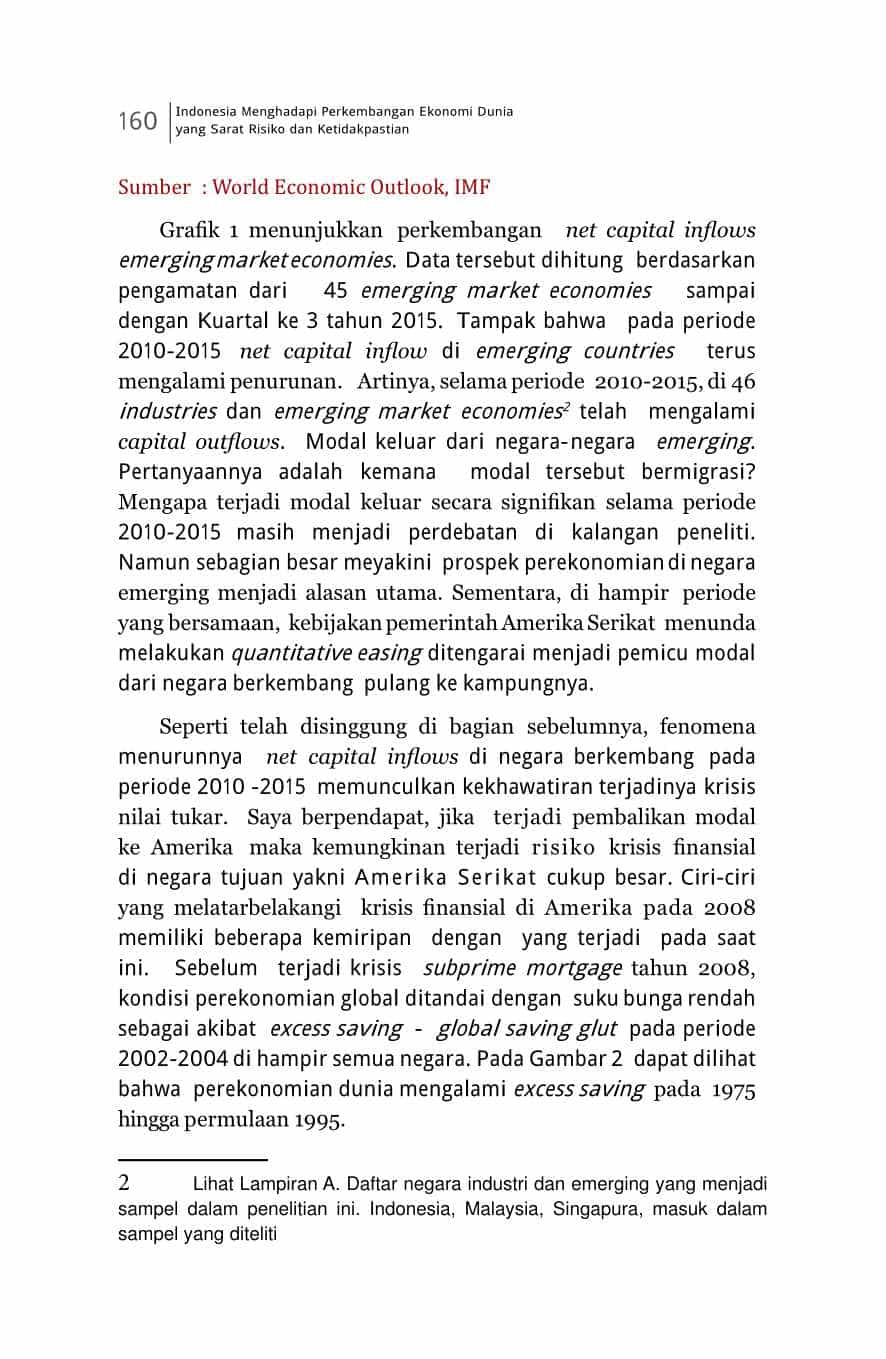 160
Indonesia Menghadapi Perkembangan Ekonomi Dunia
yang Sarat Risiko dan Ketidakpastian
Sumber : World Economic Outlook, IMF
Grafik 1 menunjukkan perkembangan net capital inflows
emerging market economies. Data tersebut dihitung berdasarkan
pengamatan dari 45 emerging market economies sampai
dengan Kuartal ke 3 tahun 2015. Tampak bahwa pada periode
2010-2015 net capital inflow di emerging countries terus
mengalami penurunan. Artinya, selama periode 2010-2015, di 46
industries dan emerging market economies2 telah mengalami
capital outflows. Modal keluar dari negara-negara emerging.
Pertanyaannya adalah kemana modal tersebut bermigrasi?
Mengapa terjadi modal keluar secara signifikan selama periode
2010-2015 masih menjadi perdebatan di kalangan peneliti.
Namun sebagian besar meyakini prospek perekonomian di negara
emerging menjadi alasan utama. Sementara, di hampir periode
yang bersamaan, kebijakan pemerintah Amerika Serikat menunda
melakukan quantitative easing ditengarai menjadi pemicu modal
dari negara berkembang pulang ke kampungnya.
Seperti telah disinggung di bagian sebelumnya, fenomena
menurunnya net capital inflows di negara berkembang pada
periode 2010 -2015 memunculkan kekhawatiran terjadinya krisis
nilai tukar. Saya berpendapat, jika terjadi pembalikan modal
ke Amerika maka kemungkinan terjadi risiko krisis finansial
di negara tujuan yakni Amerika Serikat cukup besar. Ciri-ciri
yang melatarbelakangi krisis finansial di Amerika pada 2008
memiliki beberapa kemiripan dengan yang terjadi pada saat
ini. Sebelum terjadi krisis subprime mortgage tahun 2008,
kondisi perekonomian global ditandai dengan suku bunga rendah
sebagai akibat excess saving - global saving glut pada periode
2002-2004 di hampir semua negara. Pada Gambar 2 dapat dilihat
bahwa perekonomian dunia mengalami excess saving pada 1975
hingga permulaan 1995.
2 Lihat Lampiran A. Daftar negara industri dan emerging yang menjadi
sampel dalam penelitian ini. Indonesia, Malaysia, Singapura, masuk dalam
sampel yang diteliti